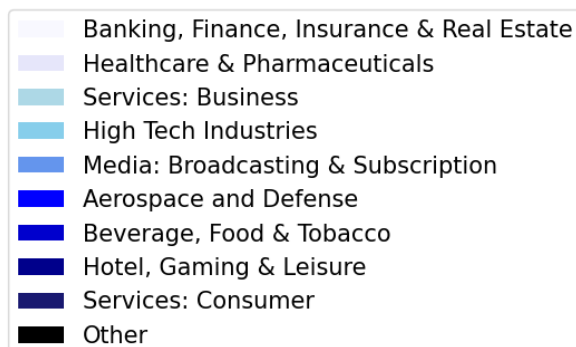 Banking, Finance, Insurance & Real Estate
Healthcare & Pharmaceuticals
Services: Business
High Tech Industries
Media: Broadcasting & Subscription
Aerospace and Defense
Beverage, Food & Tobacco
Hotel, Gaming & Leisure
Services: Consumer
Other